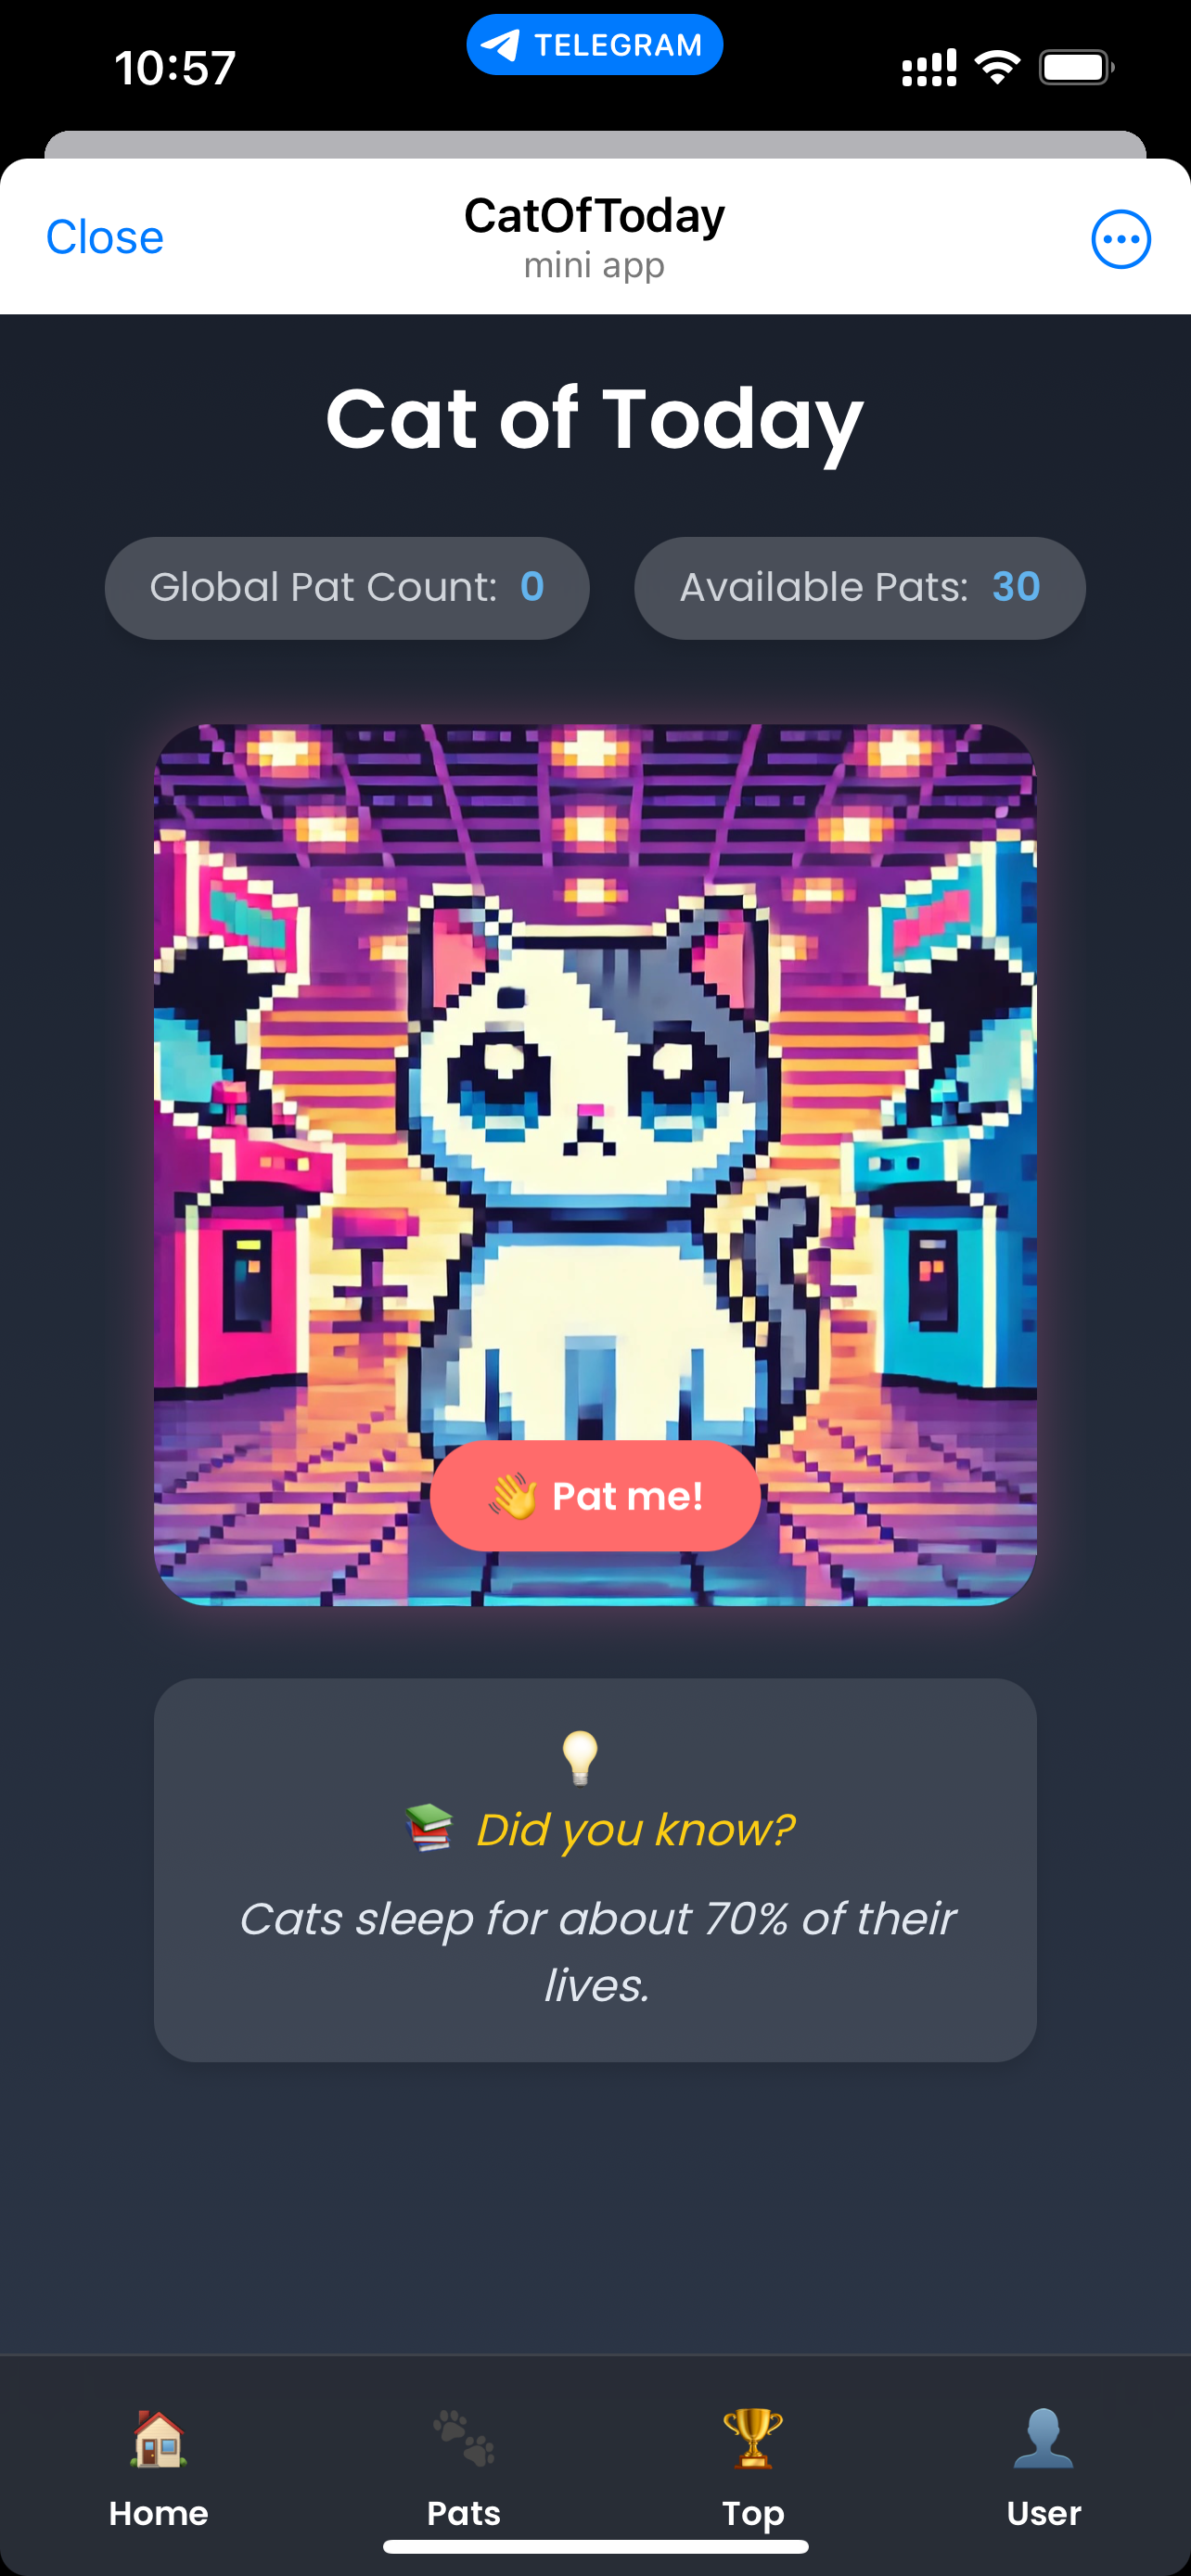 10:57
TELEGRAM
Close
CatOfToday
mini app
Cat of Today
Global Pat Count: 0
Available Pats: 30
👋 Pat me!
💡
📚 Did you know?
Cats sleep for about 70% of their
lives.
Home
Pats
Top
User